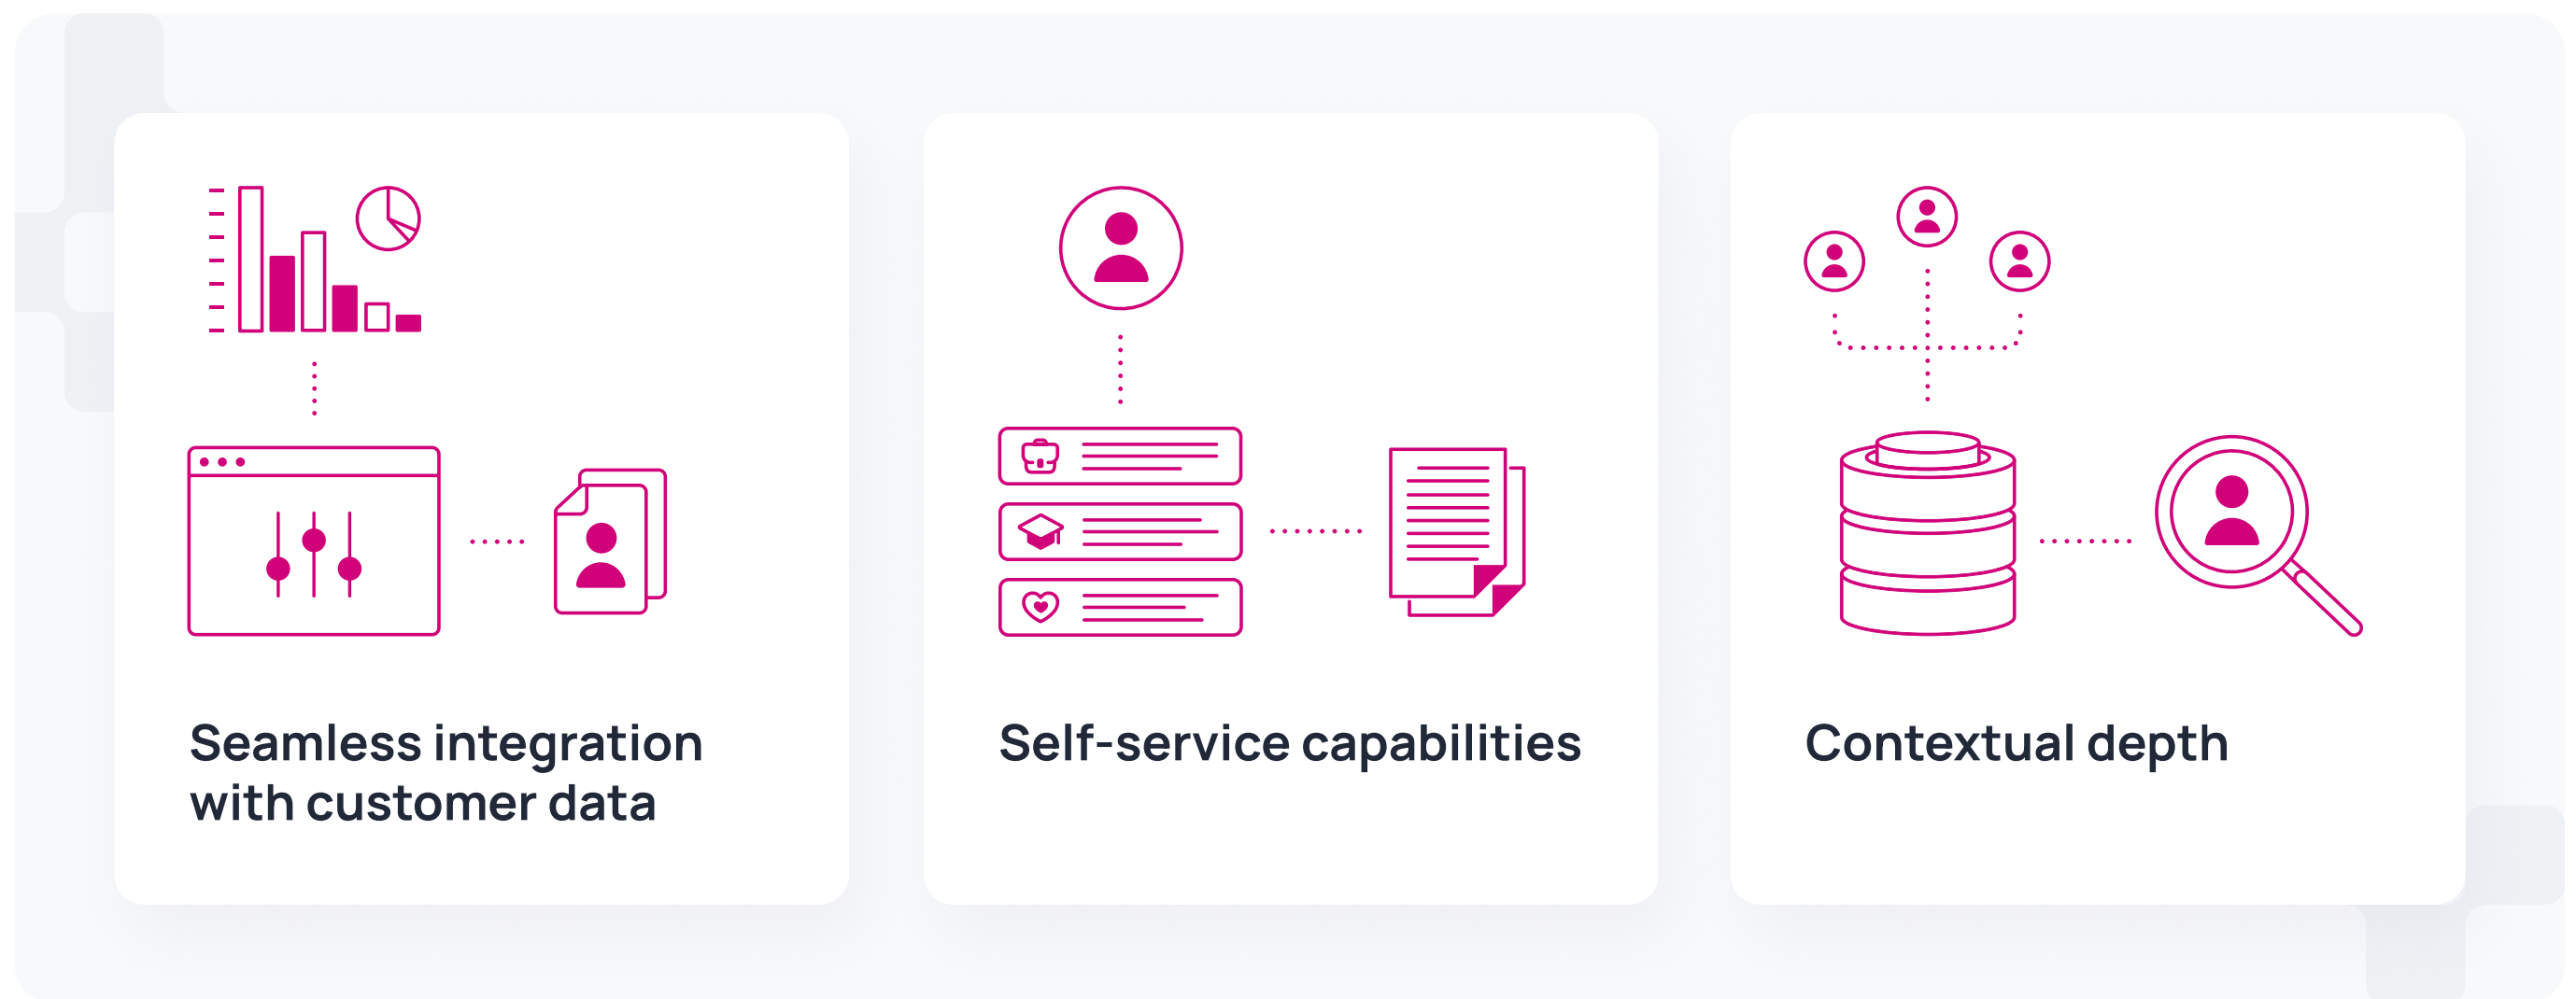 Seamless integration
with customer data
Self-service capabilities
Contextual depth